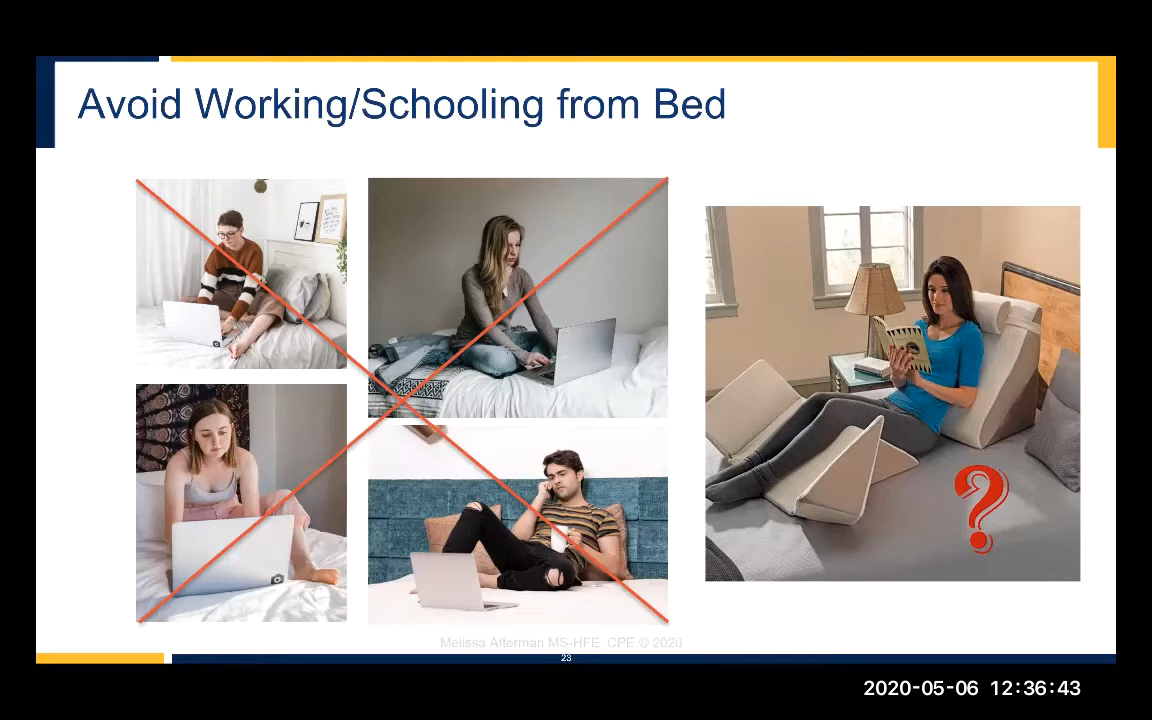 Avoid Working/Schooling from Bed
?
Melissa Afterman MS-HFE, CPE © 2020
23
2020-05-06 12:36:43